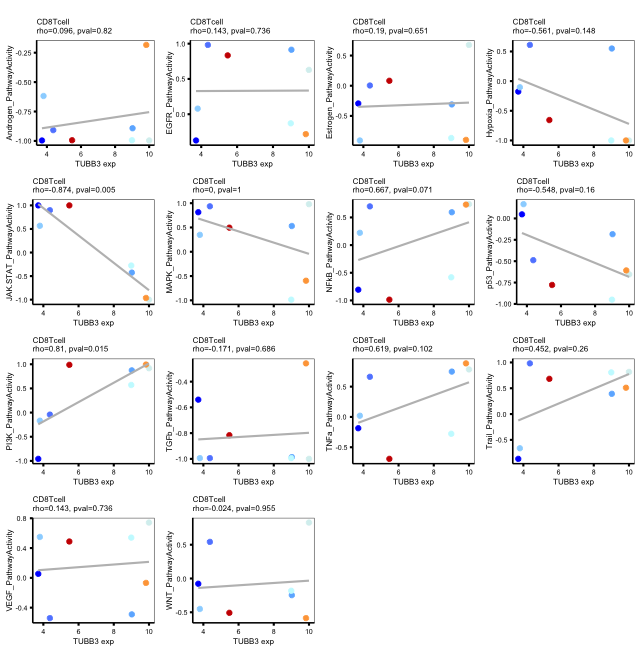 CD8Tcell
rho=0.096, pval=0.82
Androgen_PathwayActivity
-0.25
-0.50
-0.75
-1.00
4
6
8
10
TUBB3 exp
CD8Tcell
rho=0.143, pval=0.736
EGFR_PathwayActivity
1.0
0.5
0.0
4
6
8
10
TUBB3 exp
CD8Tcell
rho=0.19, pval=0.651
Estrogen_PathwayActivity
0.5
0.0
-0.5
4
6
8
10
TUBB3 exp
CD8Tcell
rho=-0.561, pval=0.148
Hypoxia_PathwayActivity
0.5
0.0
-0.5
-1.0
4
6
8
10
TUBB3 exp
CD8Tcell
rho=-0.874, pval=0.005
JAK-STAT_PathwayActivity
1.0
0.5
0.0
-0.5
-1.0
4
6
8
10
TUBB3 exp
CD8Tcell
rho=0, pval=1
MAPK_PathwayActivity
1.0
0.5
0.0
-0.5
-1.0
4
6
8
10
TUBB3 exp
CD8Tcell
rho=0.667, pval=0.071
NFkB_PathwayActivity
0.5
0.0
-0.5
-1.0
4
6
8
10
TUBB3 exp
CD8Tcell
rho=-0.548, pval=0.16
p53_PathwayActivity
0.00
-0.25
-0.50
-0.75
-1.00
4
6
8
10
TUBB3 exp
CD8Tcell
rho=0.81, pval=0.015
PI3K_PathwayActivity
1.0
0.5
0.0
-0.5
-1.0
4
6
8
10
TUBB3 exp
CD8Tcell
rho=-0.171, pval=0.686
TGFb_PathwayActivity
-0.4
-0.6
-0.8
-1.0
4
6
8
10
TUBB3 exp
CD8Tcell
rho=0.619, pval=0.102
TNFa_PathwayActivity
0.5
0.0
-0.5
4
6
8
10
TUBB3 exp
CD8Tcell
rho=0.452, pval=0.26
Trail_PathwayActivity
0.5
0.0
-0.5
4
6
8
10
TUBB3 exp
CD8Tcell
rho=0.143, pval=0.736
VEGF_PathwayActivity
0.8
0.4
0.0
-0.4
4
6
8
10
TUBB3 exp
CD8Tcell
rho=-0.024, pval=0.955
WNT_PathwayActivity
0.5
0.0
-0.5
4
6
8
10
TUBB3 exp